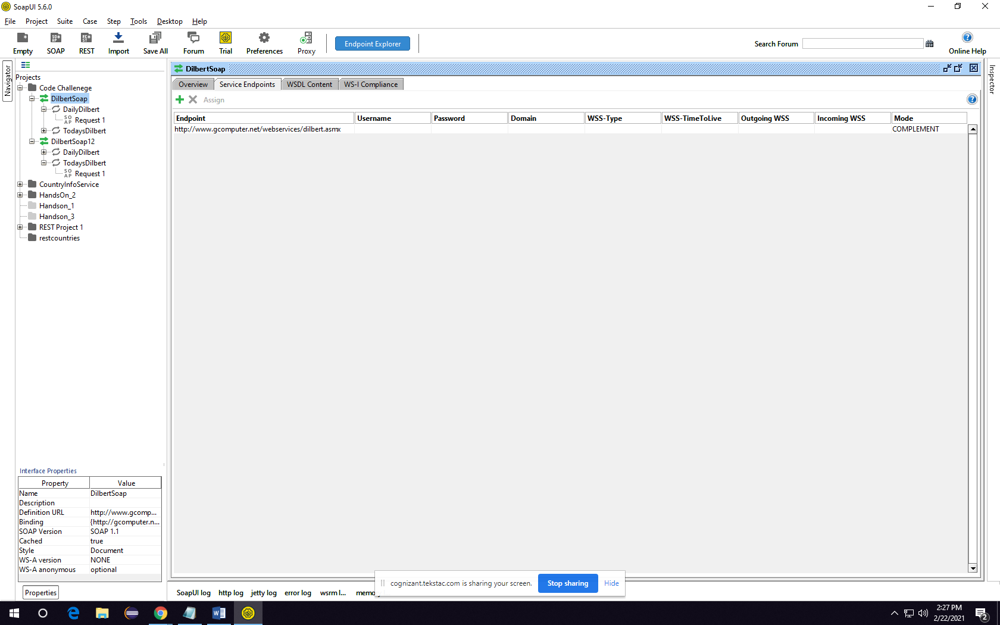 SoapUI 5.6.0
File Project Suite Case Step Tools Desktop Help
Empty SOAP REST Import Save All Forum Trial Preferences Proxy Endpoint Explorer Search Forum Online Help
Navigator
Projects
Code Challenege
DilbertSoap
DailyDilbert
Request 1
TodaysDilbert
DilbertSoap12
DailyDilbert
TodaysDilbert
Request 1
CountryInfoService
HandsOn_2
Handson_1
Handson_3
REST Project 1
restcountries
DilbertSoap
Overview Service Endpoints WSDL Content WS-I Compliance
Assign
Endpoint Username Password Domain WSS-Type WSS-TimeToLive Outgoing WSS Incoming WSS Mode
http://www.gcomputer.net/webservices/dilbert.asmx COMPLEMENT
Inspector
Interface Properties
Property Value
Name DilbertSoap
Description
Definition URL http://www.gcomp...
Binding {http://gcomputer.n...
SOAP Version SOAP 1.1
Cached true
Style Document
WS-A version NONE
WS-A anonymous optional
Properties
cognizant.tekstac.com is sharing your screen. Stop sharing Hide
SoapUI log http log jetty log error log wsrm l...
2:27 PM
2/22/2021
2